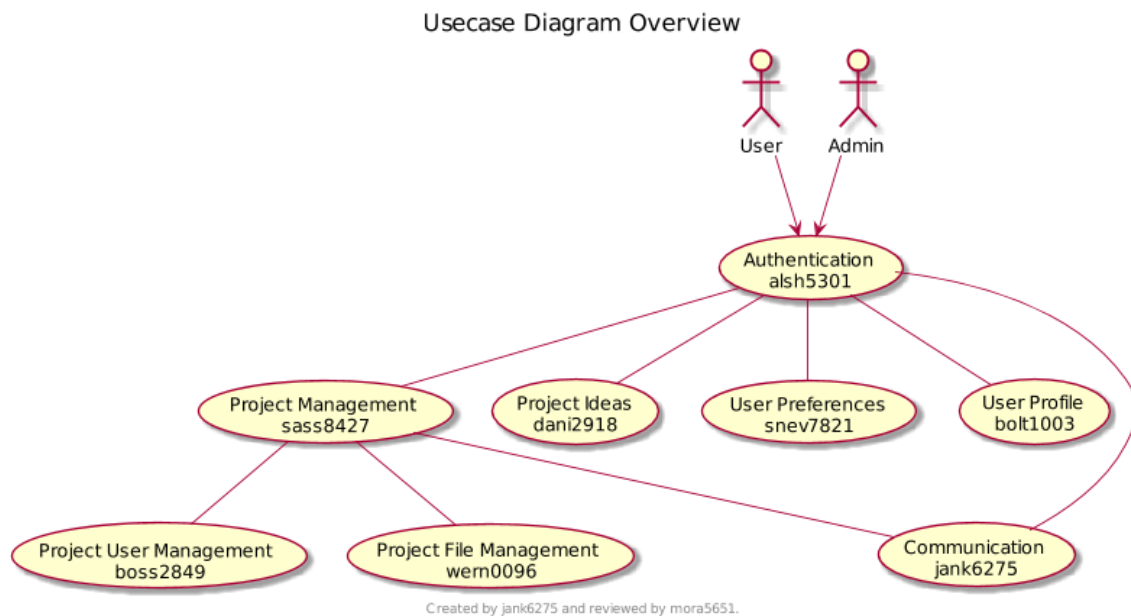 Usecase Diagram Overview
User
Admin
Authentication
alsh5301
Project Management
sass8427
Project Ideas
dani2918
User Preferences
snev7821
User Profile
bolt1003
Project User Management
boss2849
Project File Management
wern0096
Communication
jank6275
Created by jank6275 and reviewed by mora5651.